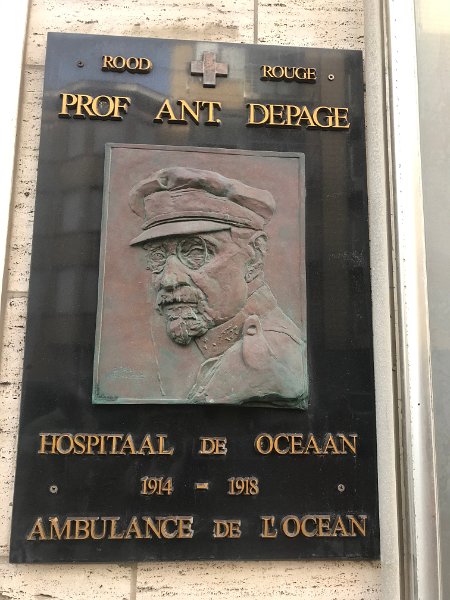 ROOD ROUGE
PROF ANT. DEPAGE
HOSPITAAL DE OCEAAN
1914 - 1918
AMBULANCE DE L'OCEAN